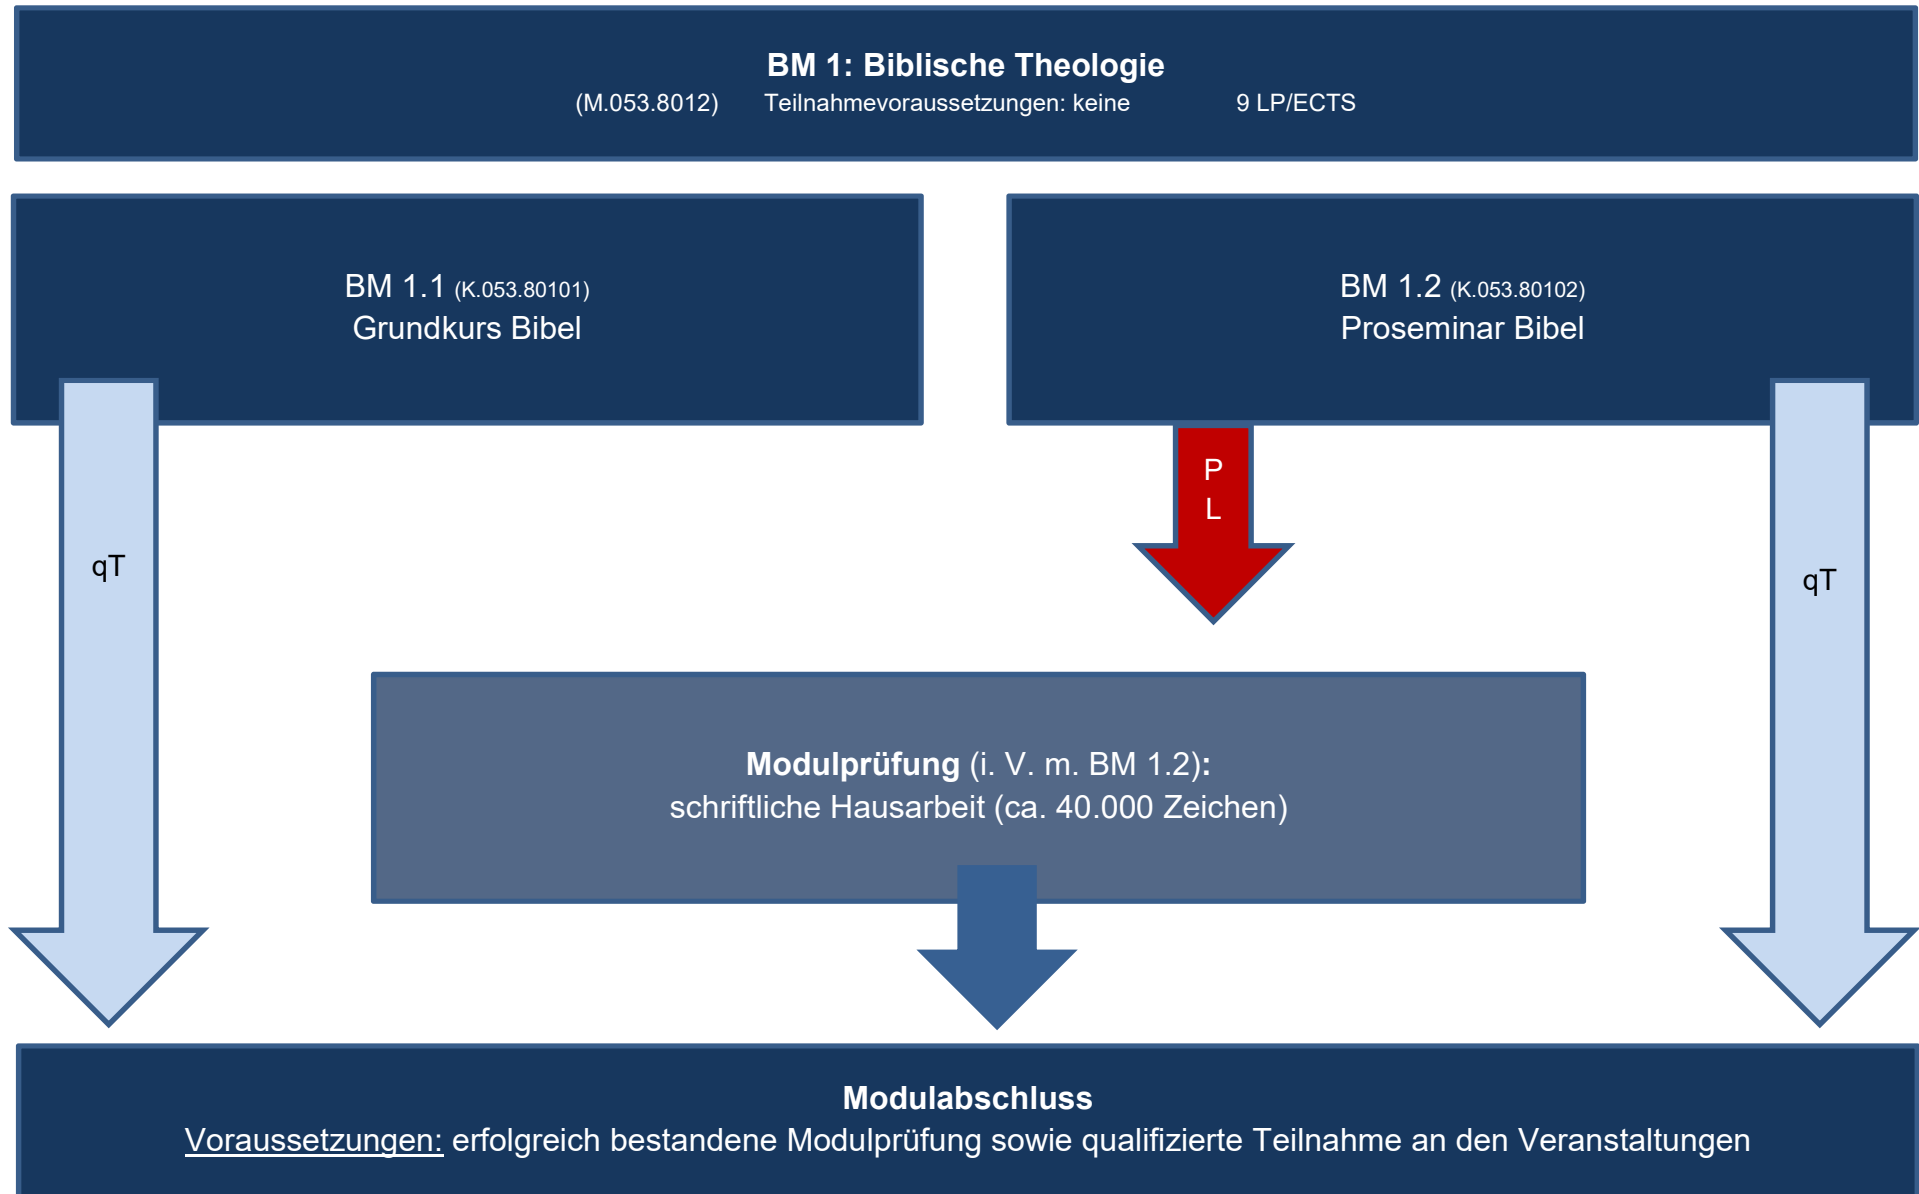 BM 1: Biblische Theologie
(M.053.8012) Teilnahmevoraussetzungen: keine 9 LP/ECTS
BM 1.1 (K.053.80101)
Grundkurs Bibel
BM 1.2 (K.053.80102)
Proseminar Bibel
P
L
qT
qT
Modulprüfung (i. V. m. BM 1.2):
schriftliche Hausarbeit (ca. 40.000 Zeichen)
Modulabschluss
Voraussetzungen: erfolgreich bestandene Modulprüfung sowie qualifizierte Teilnahme an den Veranstaltungen